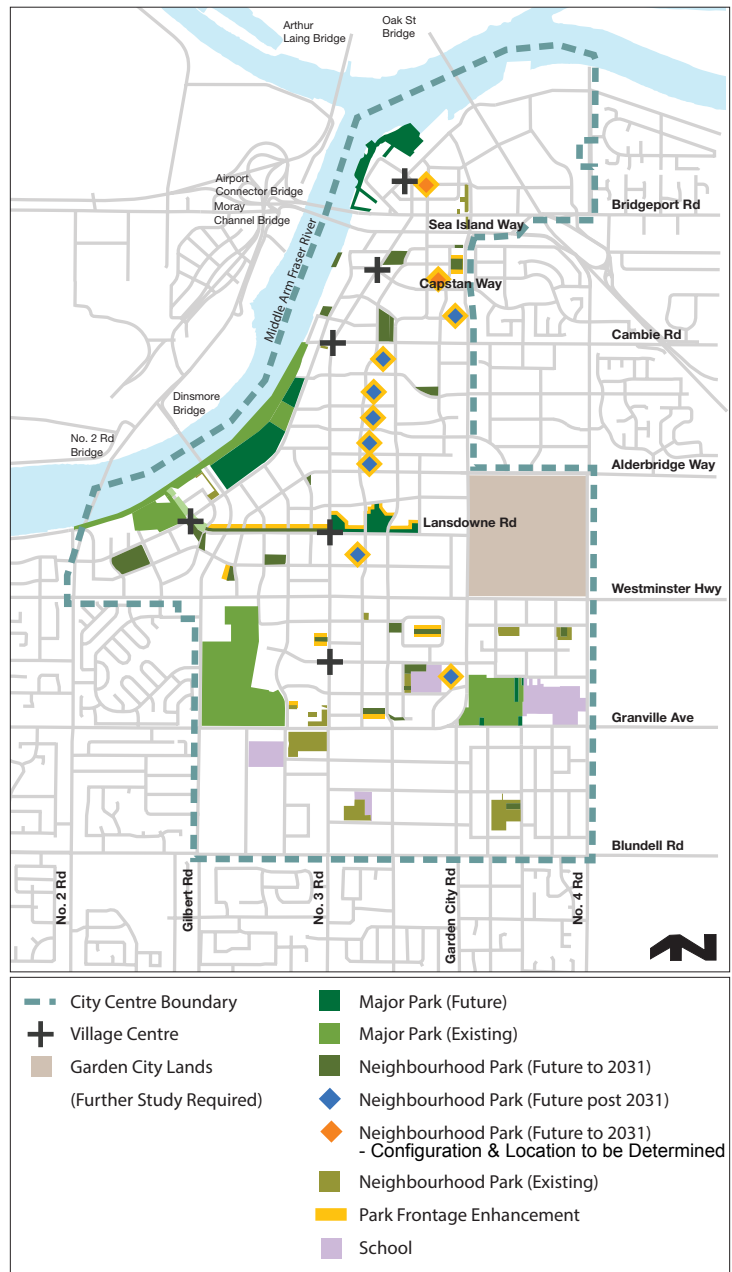 Arthur
Laing Bridge
Oak St
Bridge
Airport
Connector Bridge
Moray
Channel Bridge
Bridgeport Rd
Sea Island Way
Middle Arm Fraser River
Capstan Way
Cambie Rd
Dinsmore
Bridge
No. 2 Rd
Bridge
Alderbridge Way
Lansdowne Rd
Westminster Hwy
Granville Ave
Blundell Rd
No. 2 Rd
Gilbert Rd
No. 3 Rd
Garden City Rd
No. 4 Rd
N
City Centre Boundary
Village Centre
Garden City Lands
(Further Study Required)
Major Park (Future)
Major Park (Existing)
Neighbourhood Park (Future to 2031)
Neighbourhood Park (Future post 2031)
Neighbourhood Park (Future to 2031)
- Configuration & Location to be Determined
Neighbourhood Park (Existing)
Park Frontage Enhancement
School